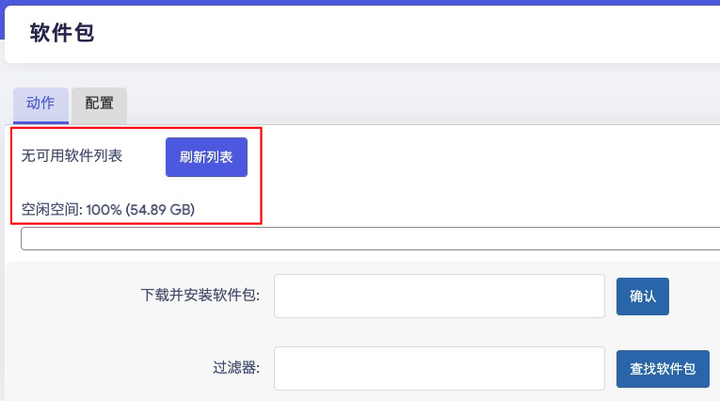 软件包
动作 配置
无可用软件列表 刷新列表
空闲空间: 100% (54.89 GB)
下载并安装软件包: 确认
过滤器: 查找软件包